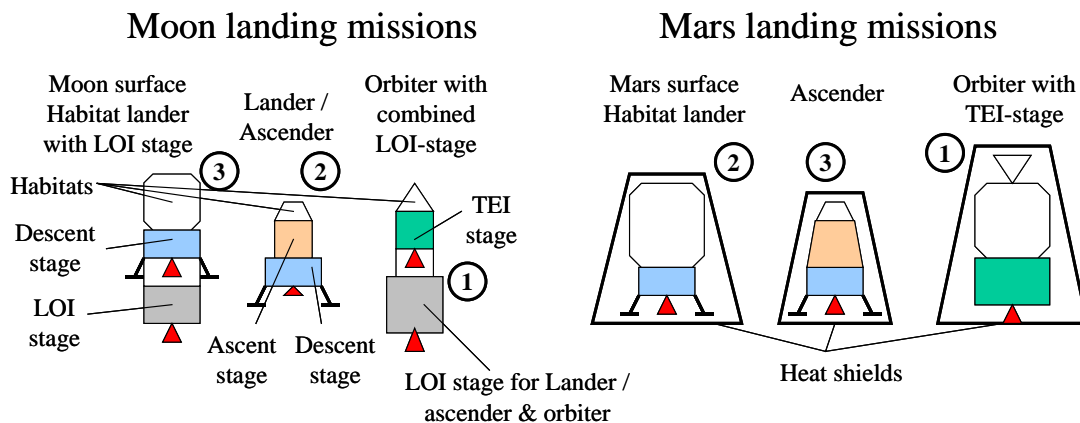 Moon landing missions
Mars landing missions
Moon surface
Habitat lander
with LOI stage
Lander /
Ascender
Orbiter with
combined
LOI-stage
3
2
Habitats
Descent
stage
LOI
stage
TEI
stage
1
Ascent
stage
Descent
stage
LOI stage for Lander /
ascender & orbiter
Mars surface
Habitat lander
Ascender
Orbiter with
TEI-stage
2
3
1
Heat shields